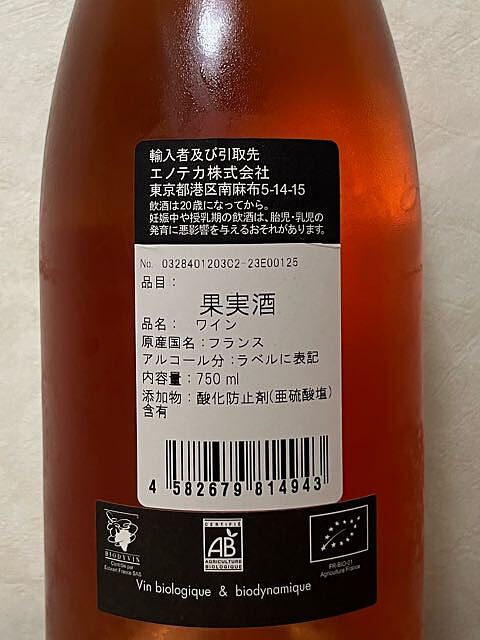 輸入者及び引取先
エノテカ株式会社
東京都港区南麻布5-14-15
飲酒は20歳になってから。
妊娠中や授乳期の飲酒は、胎児・乳児の
発育に悪影響を与えるおそれがあります。
No. 0328401203C2-23E00125
品目：
果実酒
品名： ワイン
原産国名：フランス
アルコール分：ラベルに表記
内容量：750 ml
添加物：酸化防止剤(亜硫酸塩)
含有
4 582679 814943
BIODYVIN
Contrôlé par
Ecocert France SAS
CERTIFIÉ
AB
AGRICULTURE
BIOLOGIQUE
FR-BIO-01
Agriculture France
Vin biologique & biodynamique